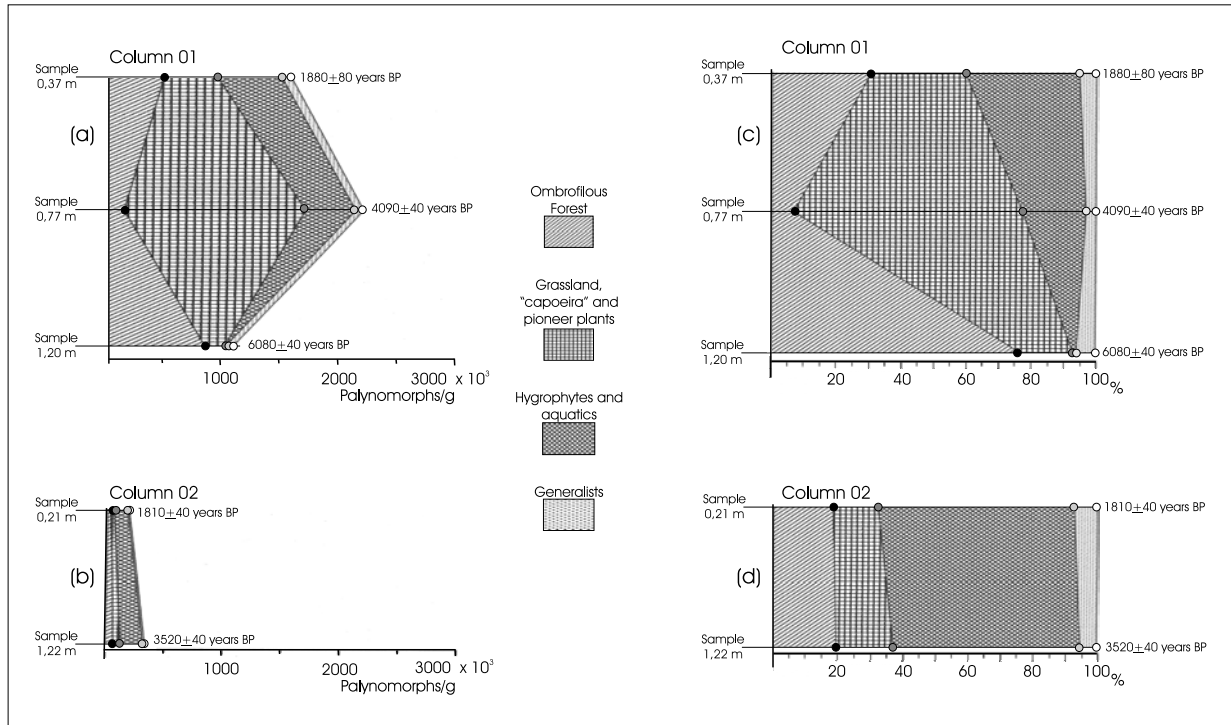 Column 01
Sample
0,37 m
1880±80 years BP
(a)
Sample
0,77 m
4090±40 years BP
Sample
1,20 m
6080±40 years BP
1000
2000
3000 x 10³
Palynomorphs/g
Column 02
Sample
0,21 m
1810±40 years BP
(b)
Sample
1,22 m
3520±40 years BP
1000
2000
3000 x 10³
Palynomorphs/g
Ombrofilous
Forest
Grassland,
"capoeira" and
pioneer plants
Hygrophytes and
aquatics
Generalists
Column 01
Sample
0,37 m
1880±80 years BP
(c)
Sample
0,77 m
4090±40 years BP
Sample
1,20 m
6080±40 years BP
20
40
60
80
100
%
Column 02
Sample
0,21 m
1810±40 years BP
(d)
Sample
1,22 m
3520±40 years BP
20
40
60
80
100
%